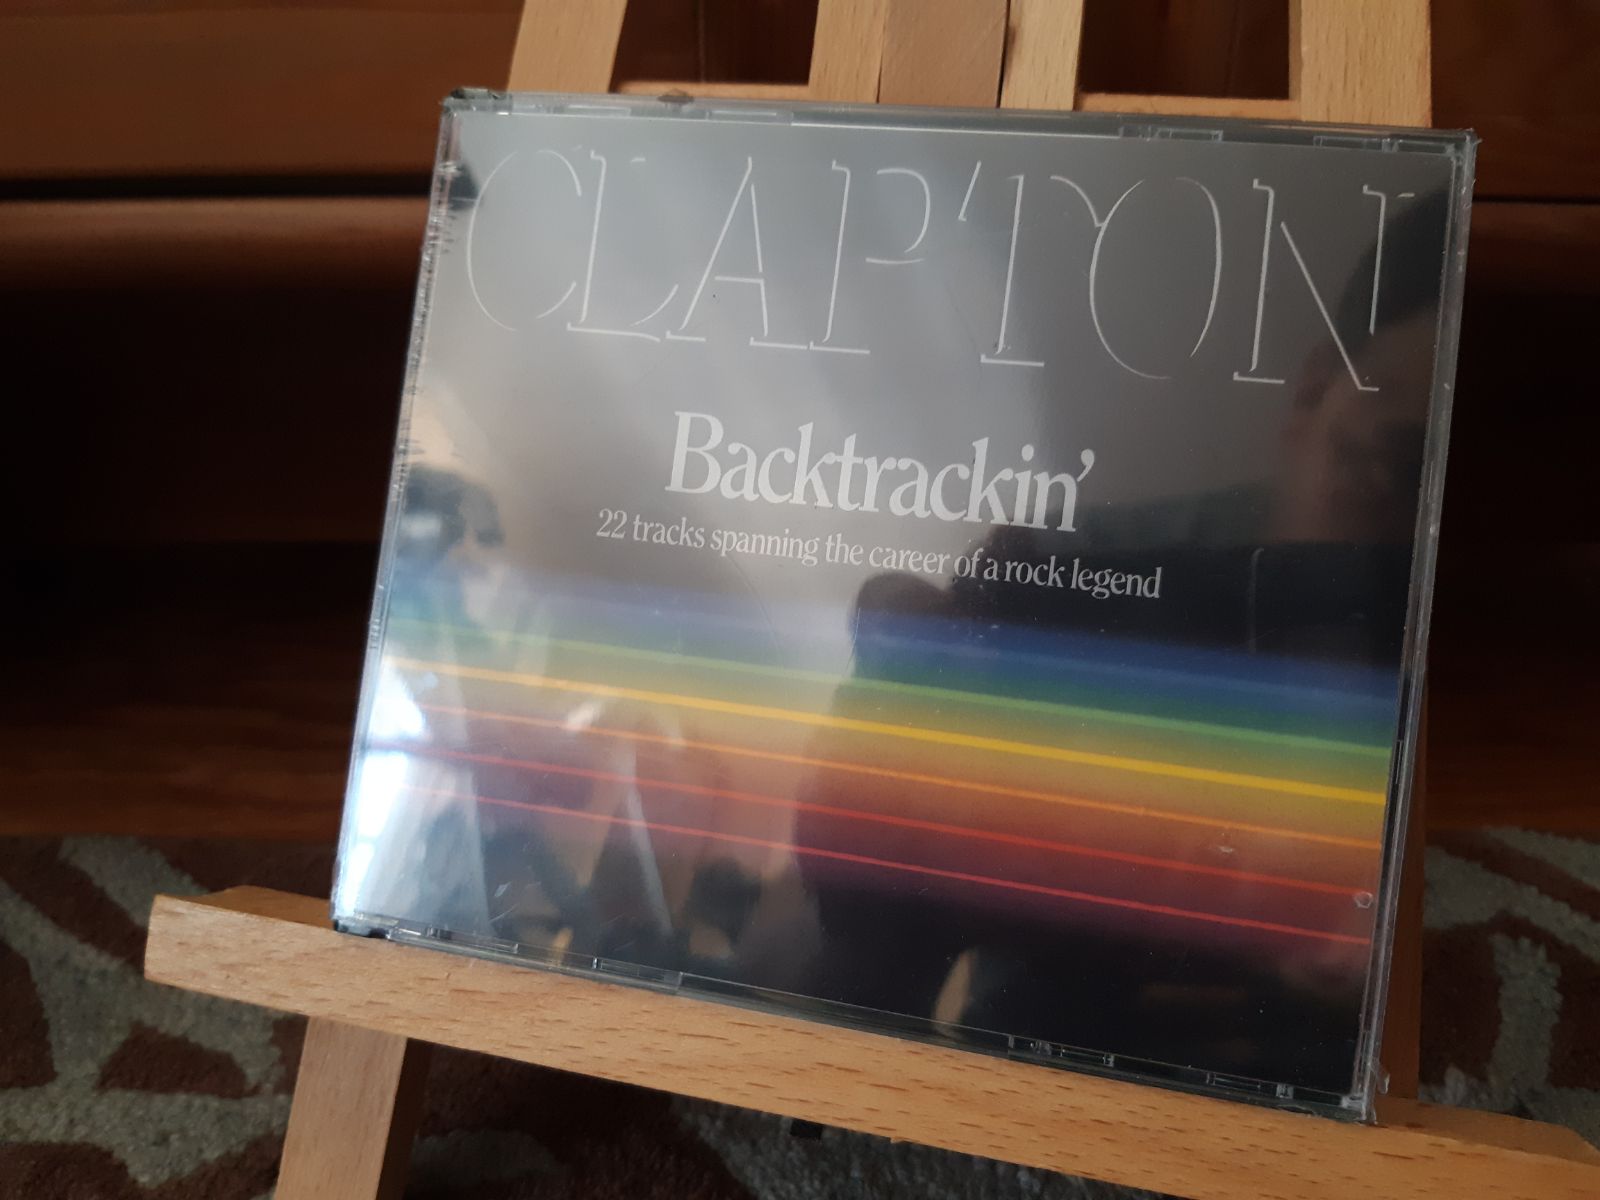 CLAPTON
Backtrackin'
22 tracks spanning the career of a rock legend